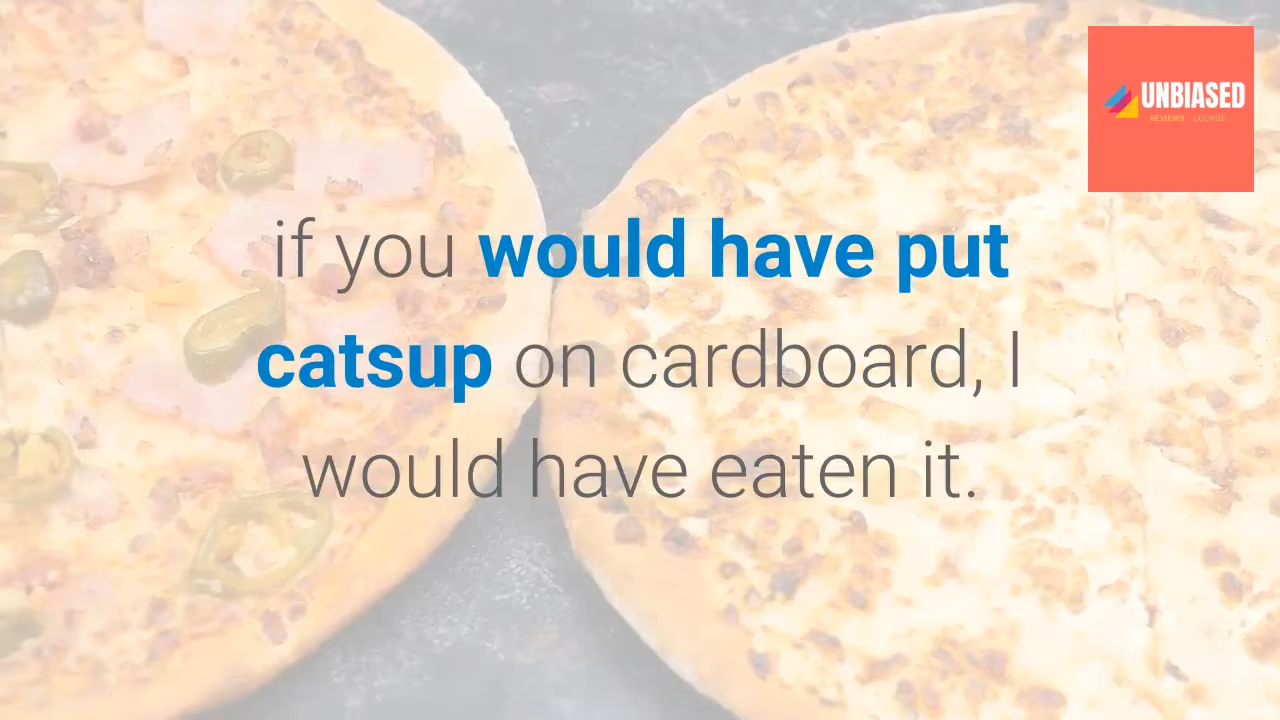 UNBIASED
REVIEWS LOUNGE
if you would have put
catsup on cardboard, I
would have eaten it.